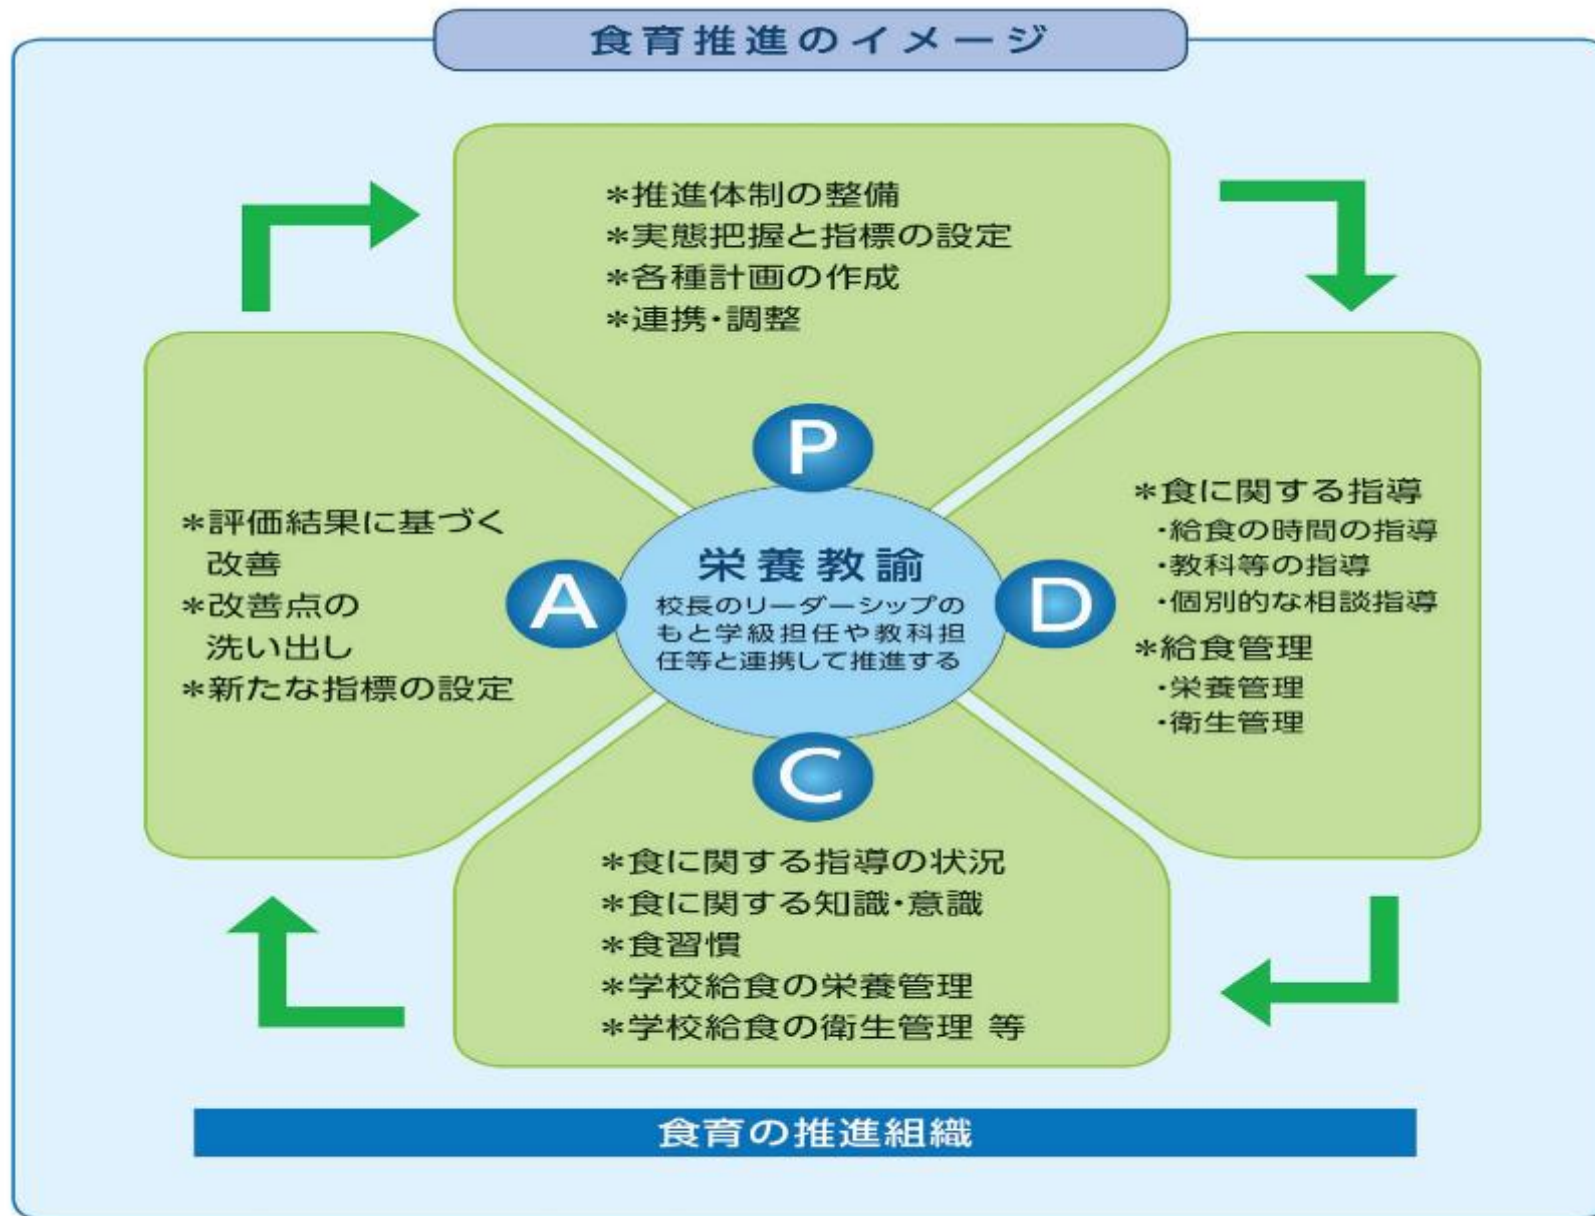 食育推進のイメージ
*推進体制の整備
*実態把握と指標の設定
*各種計画の作成
*連携・調整
P
*食に関する指導
・給食の時間の指導
・教科等の指導
・個別的な相談指導
*給食管理
・栄養管理
・衛生管理
D
栄養教諭
校長のリーダーシップの
もと学級担任や教科担
任等と連携して推進する
C
*食に関する指導の状況
*食に関する知識・意識
*食習慣
*学校給食の栄養管理
*学校給食の衛生管理 等
A
*評価結果に基づく
改善
*改善点の
洗い出し
*新たな指標の設定
食育の推進組織